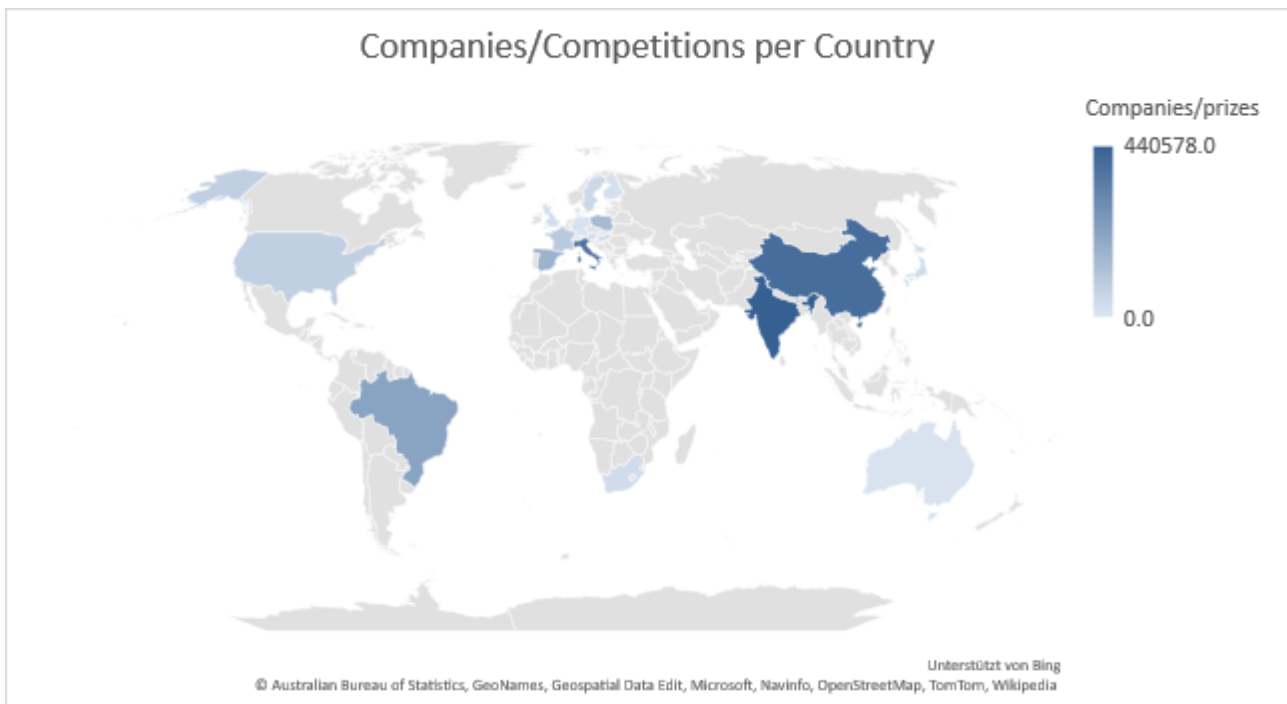 Companies/Competitions per Country
Companies/prizes
440578.0
0.0
Unterstützt von Bing
© Australian Bureau of Statistics, GeoNames, Geospatial Data Edit, Microsoft, Navinfo, OpenStreetMap, TomTom, Wikipedia